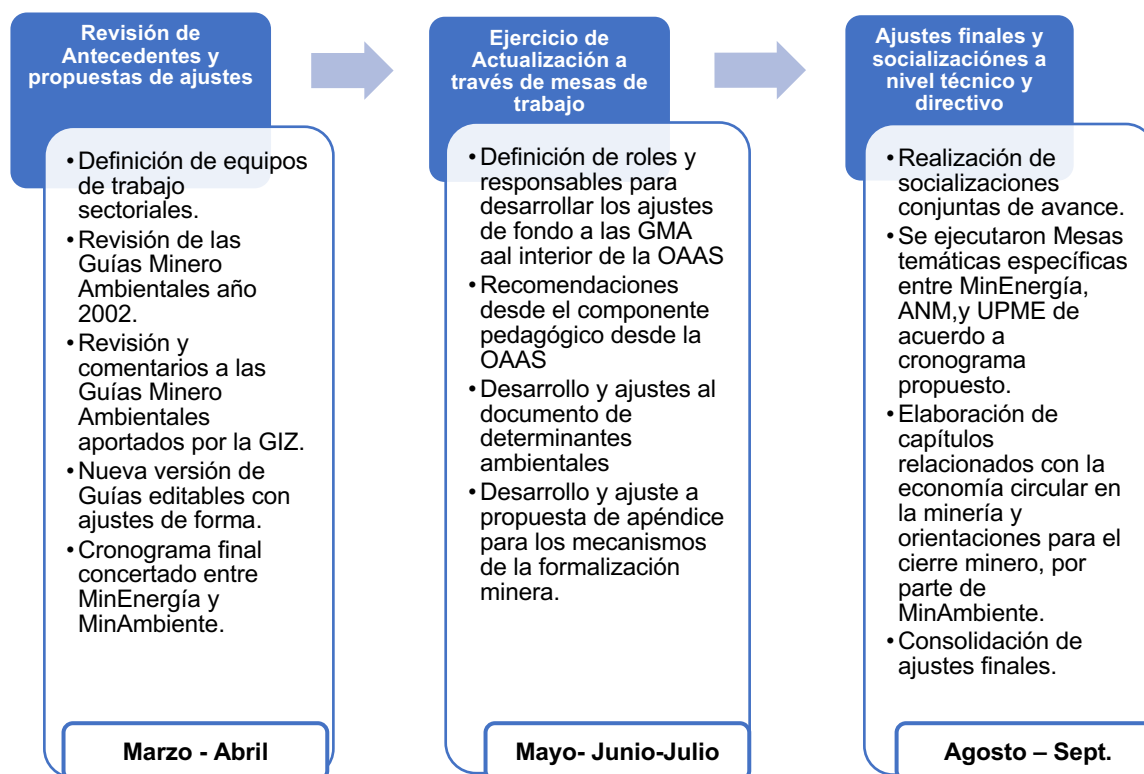 Revisión de
Antecedentes y
propuestas de ajustes
• Definición de equipos
de trabajo
sectoriales.
• Revisión de las
Guías Minero
Ambientales año
2002.
• Revisión y
comentarios a las
Guías Minero
Ambientales
aportados por la GIZ.
• Nueva versión de
Guías editables con
ajustes de forma.
• Cronograma final
concertado entre
MinEnergía y
MinAmbiente.
Marzo - Abril
Ejercicio de
Actualización a
través de mesas de
trabajo
• Definición de roles y
responsables para
desarrollar los ajustes
de fondo a las GMA
aal interior de la OAAS
• Recomendaciones
desde el componente
pedagógico desde la
OAAS
• Desarrollo y ajustes al
documento de
determinantes
ambientales
• Desarrollo y ajuste a
propuesta de apéndice
para los mecanismos
de la formalización
minera.
Mayo- Junio-Julio
Ajustes finales y
socializaciónes a
nivel técnico y
directivo
• Realización de
socializaciones
conjuntas de avance.
• Se ejecutaron Mesas
temáticas específicas
entre MinEnergía,
ANM,y UPME de
acuerdo a
cronograma
propuesto.
• Elaboración de
capítulos
relacionados con la
economía circular en
la minería y
orientaciones para el
cierre minero, por
parte de
MinAmbiente.
• Consolidación de
ajustes finales.
Agosto – Sept.